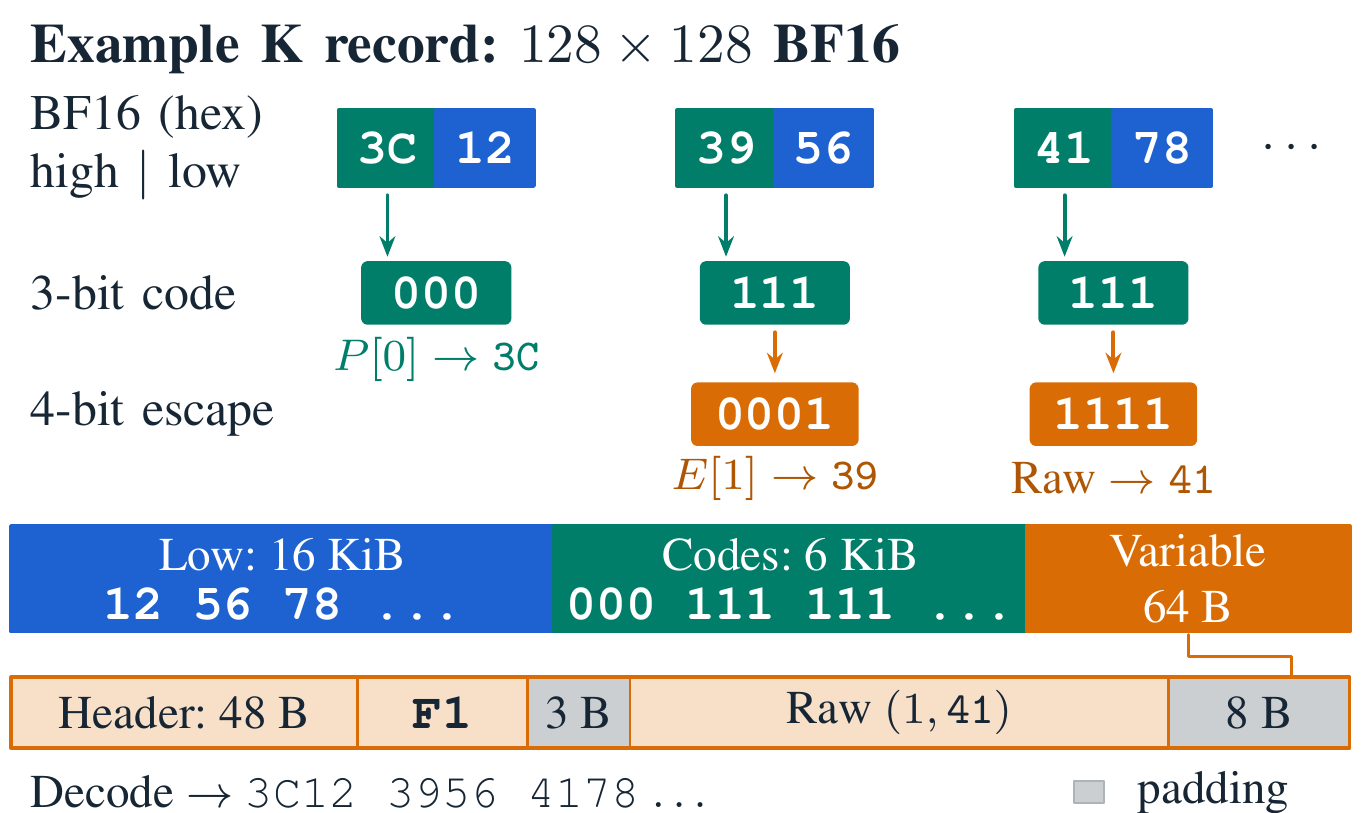 Example K record: 128 × 128 BF16
BF16 (hex)
high | low
3C 12
39 56
41 78
...
3-bit code
000
111
111
P[0] → 3C
4-bit escape
0001
1111
E[1] → 39
Raw → 41
Low: 16 KiB
12 56 78 ...
Codes: 6 KiB
000 111 111 ...
Variable
64 B
Header: 48 B
F1
3 B
Raw (1, 41)
8 B
Decode → 3C12 3956 4178 ...
padding